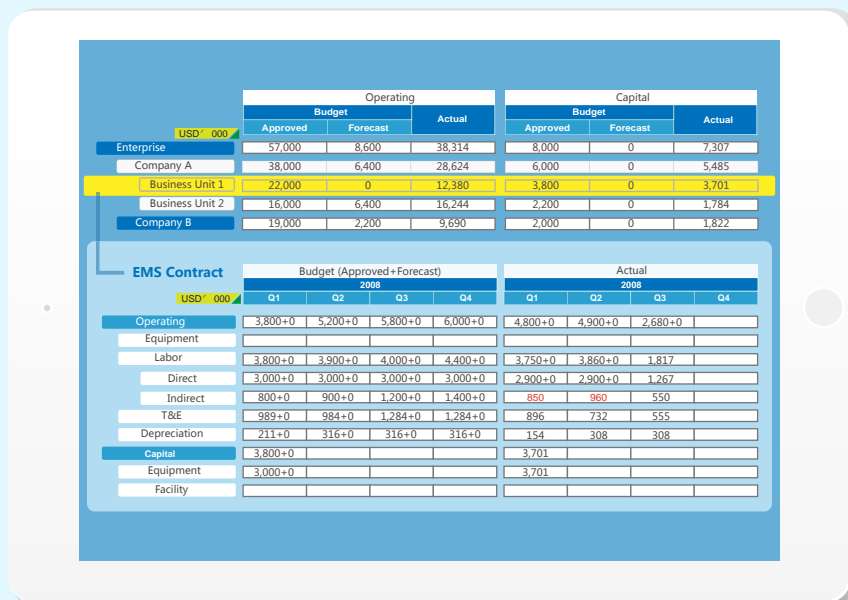 Operating Capital
Budget Actual Budget Actual
USD' 000 Approved Forecast Approved Forecast
Enterprise 57,000 8,600 38,314 8,000 0 7,307
Company A 38,000 6,400 28,624 6,000 0 5,485
Business Unit 1 22,000 0 12,380 3,800 0 3,701
Business Unit 2 16,000 6,400 16,244 2,200 0 1,784
Company B 19,000 2,200 9,690 2,000 0 1,822
EMS Contract Budget (Approved+Forecast) Actual
2008 2008
USD' 000 Q1 Q2 Q3 Q4 Q1 Q2 Q3 Q4
Operating 3,800+0 5,200+0 5,800+0 6,000+0 4,800+0 4,900+0 2,680+0
Equipment
Labor 3,800+0 3,900+0 4,000+0 4,400+0 3,750+0 3,860+0 1,817
Direct 3,000+0 3,000+0 3,000+0 3,000+0 2,900+0 2,900+0 1,267
Indirect 800+0 900+0 1,200+0 1,400+0 850 960 550
T&E 989+0 984+0 1,284+0 1,284+0 896 732 555
Depreciation 211+0 316+0 316+0 316+0 154 308 308
Capital 3,800+0 3,701
Equipment 3,000+0 3,701
Facility